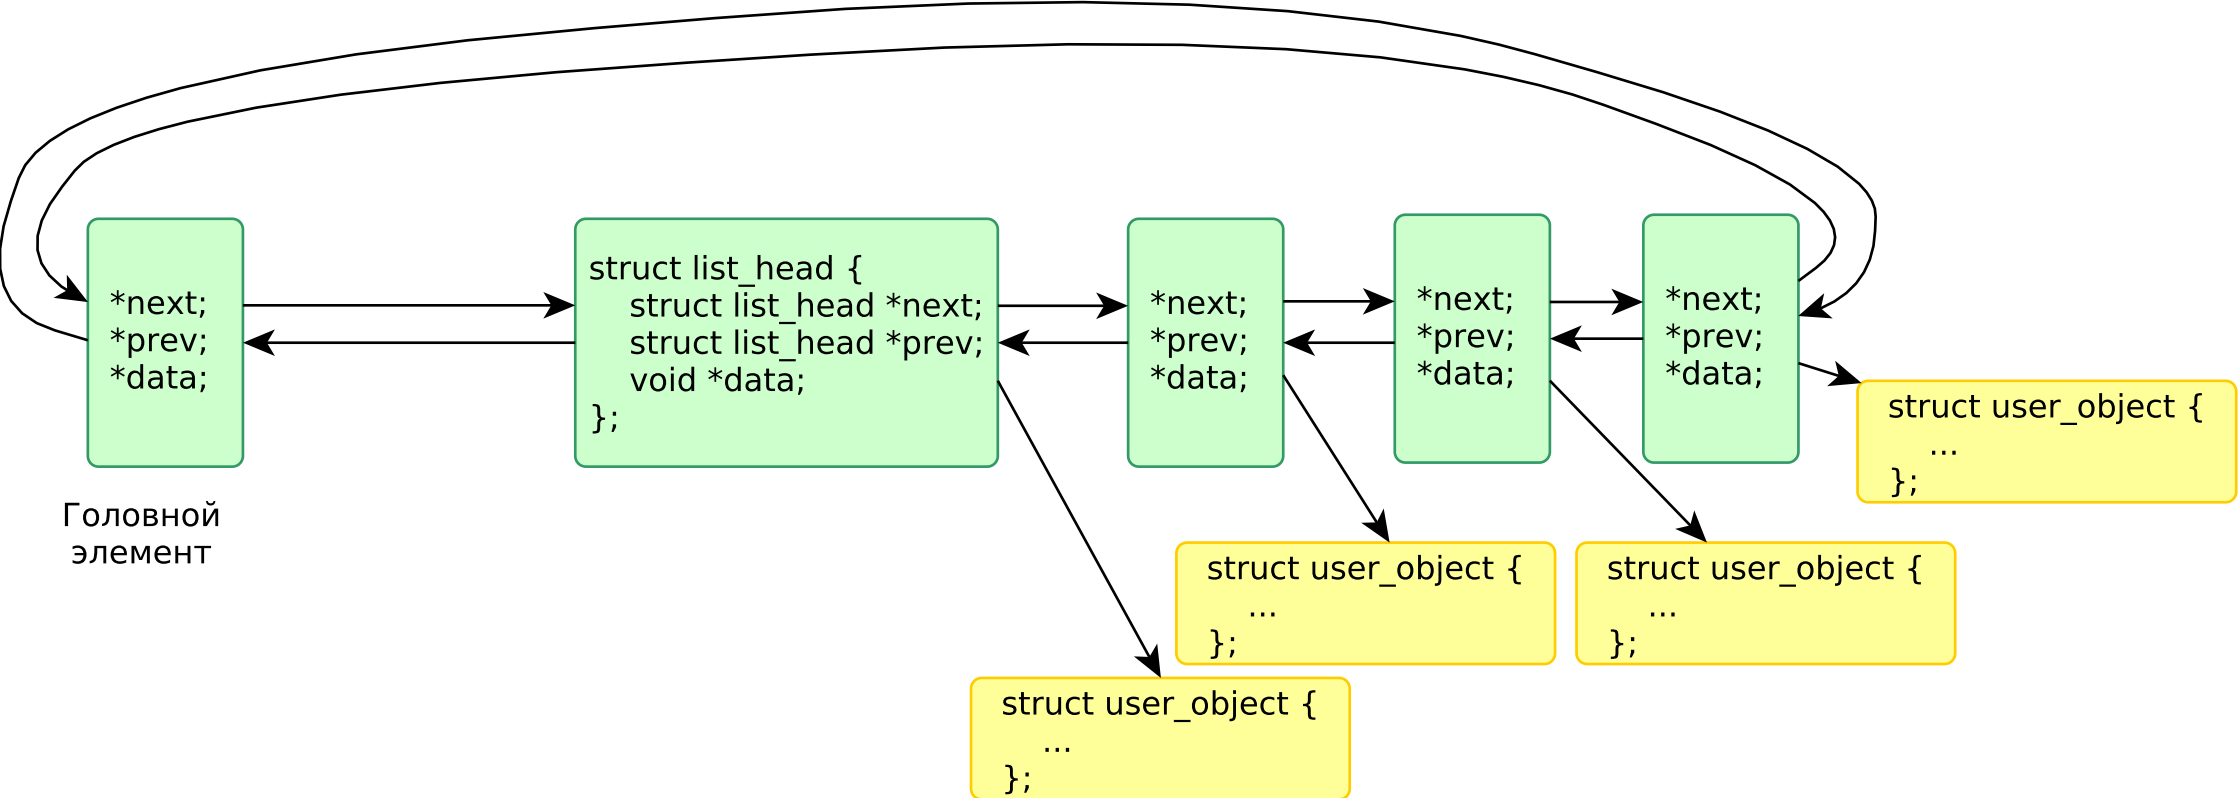 *next;
*prev;
*data;
Головной
элемент
struct list_head {
struct list_head *next;
struct list_head *prev;
void *data;
};
*next;
*prev;
*data;
*next;
*prev;
*data;
*next;
*prev;
*data;
struct user_object {
...
};
struct user_object {
...
};
struct user_object {
...
};
struct user_object {
...
};